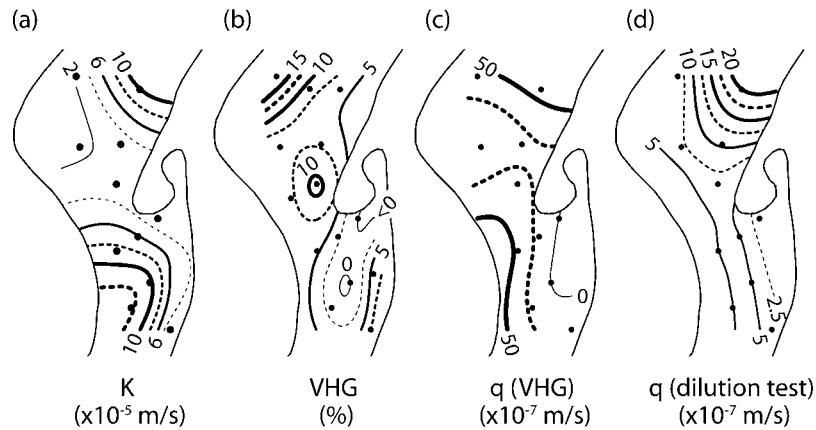 (a) (b) (c) (d)
2 6 10
10 6
15 10 5
10
<0
0
5
50
0
50
10 15 20
5
2.5
5
K
(x10⁻⁵ m/s)
VHG
(%)
q (VHG)
(x10⁻⁷ m/s)
q (dilution test)
(x10⁻⁷ m/s)